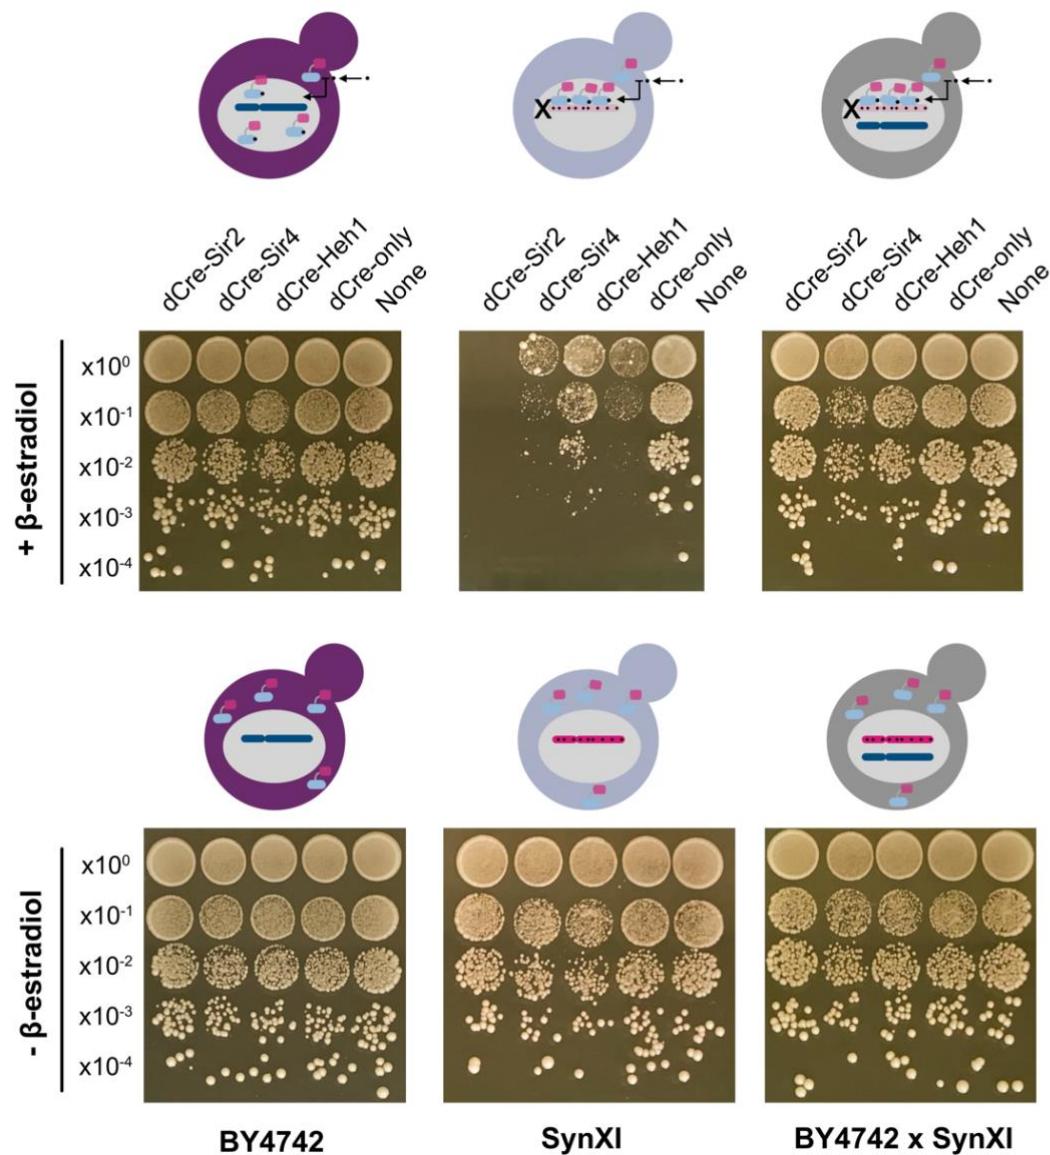 X
X
dCre-Sir2
dCre-Sir4
dCre-Heh1
dCre-only
None
dCre-Sir2
dCre-Sir4
dCre-Heh1
dCre-only
None
dCre-Sir2
dCre-Sir4
dCre-Heh1
dCre-only
None
+ β-estradiol
x10⁰
x10⁻¹
x10⁻²
x10⁻³
x10⁻⁴
- β-estradiol
x10⁰
x10⁻¹
x10⁻²
x10⁻³
x10⁻⁴
BY4742
SynXI
BY4742 x SynXI